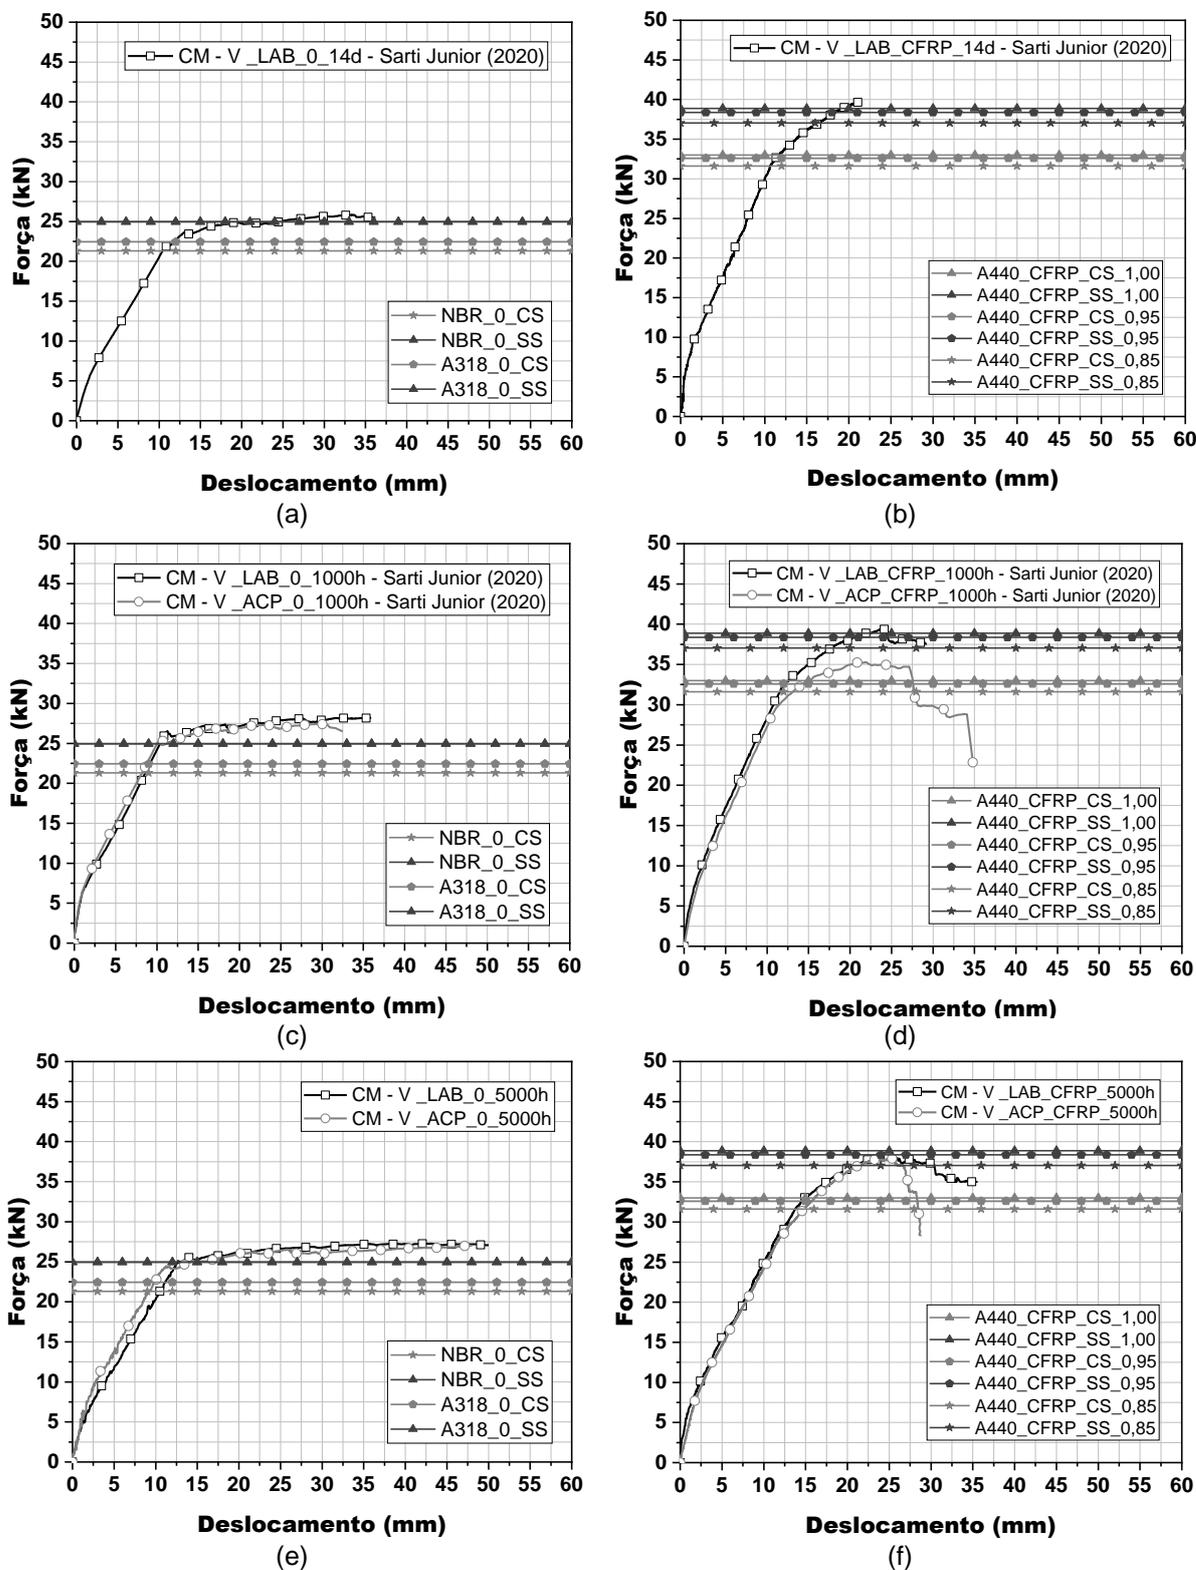 50
45
40
35
30
25
20
15
10
5
0
Força (kN)
CM - V _LAB_0_14d - Sarti Junior (2020)
NBR_0_CS
NBR_0_SS
A318_0_CS
A318_0_SS
0 5 10 15 20 25 30 35 40 45 50 55 60
Deslocamento (mm)
(a)
50
45
40
35
30
25
20
15
10
5
0
Força (kN)
CM - V _LAB_CFRP_14d - Sarti Junior (2020)
A440_CFRP_CS_1,00
A440_CFRP_SS_1,00
A440_CFRP_CS_0,95
A440_CFRP_SS_0,95
A440_CFRP_CS_0,85
A440_CFRP_SS_0,85
0 5 10 15 20 25 30 35 40 45 50 55 60
Deslocamento (mm)
(b)
50
45
40
35
30
25
20
15
10
5
0
Força (kN)
CM - V _LAB_0_1000h - Sarti Junior (2020)
CM - V _ACP_0_1000h - Sarti Junior (2020)
NBR_0_CS
NBR_0_SS
A318_0_CS
A318_0_SS
0 5 10 15 20 25 30 35 40 45 50 55 60
Deslocamento (mm)
(c)
50
45
40
35
30
25
20
15
10
5
0
Força (kN)
CM - V _LAB_CFRP_1000h - Sarti Junior (2020)
CM - V _ACP_CFRP_1000h - Sarti Junior (2020)
A440_CFRP_CS_1,00
A440_CFRP_SS_1,00
A440_CFRP_CS_0,95
A440_CFRP_SS_0,95
A440_CFRP_CS_0,85
A440_CFRP_SS_0,85
0 5 10 15 20 25 30 35 40 45 50 55 60
Deslocamento (mm)
(d)
50
45
40
35
30
25
20
15
10
5
0
Força (kN)
CM - V _LAB_0_5000h
CM - V _ACP_0_5000h
NBR_0_CS
NBR_0_SS
A318_0_CS
A318_0_SS
0 5 10 15 20 25 30 35 40 45 50 55 60
Deslocamento (mm)
(e)
50
45
40
35
30
25
20
15
10
5
0
Força (kN)
CM - V _LAB_CFRP_5000h
CM - V _ACP_CFRP_5000h
A440_CFRP_CS_1,00
A440_CFRP_SS_1,00
A440_CFRP_CS_0,95
A440_CFRP_SS_0,95
A440_CFRP_CS_0,85
A440_CFRP_SS_0,85
0 5 10 15 20 25 30 35 40 45 50 55 60
Deslocamento (mm)
(f)